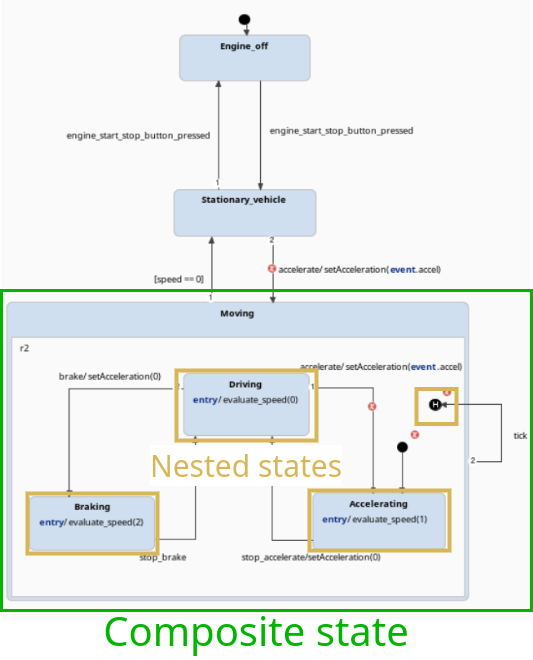 Engine_off
engine_start_stop_button_pressed
engine_start_stop_button_pressed
1
Stationary_vehicle
2
accelerate/ setAcceleration( event.accel)
[speed == 0]
1
Moving
r2
accelerate/ setAcceleration(event.accel)
brake/ setAcceleration(0)
Driving
1
entry/ evaluate_speed(0)
H
tick
2
Nested states
Braking
entry/ evaluate_speed(2)
Accelerating
entry/ evaluate_speed(1)
stop_brake
stop_accelerate/setAcceleration(0)
Composite state